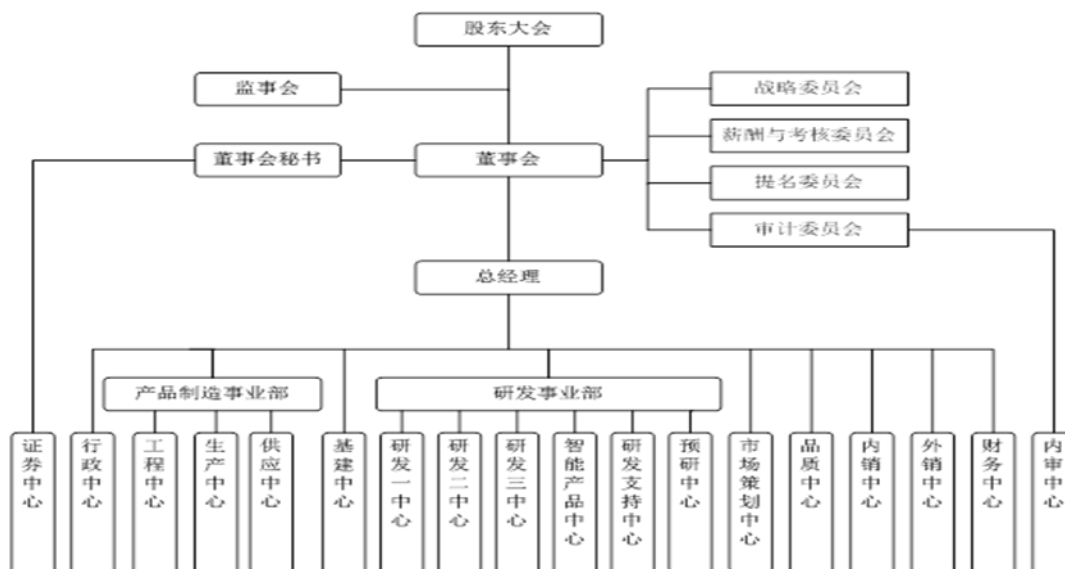 股东大会
监事会
战略委员会
薪酬与考核委员会
董事会秘书
董事会
提名委员会
审计委员会
总经理
产品制造事业部
研发事业部
证券中心
行政中心
工程中心
生产中心
供应中心
基建中心
研发一中心
研发二中心
研发三中心
智能产品中心
研发支持中心
预研中心
市场策划中心
品质中心
内销中心
外销中心
财务中心
内审中心